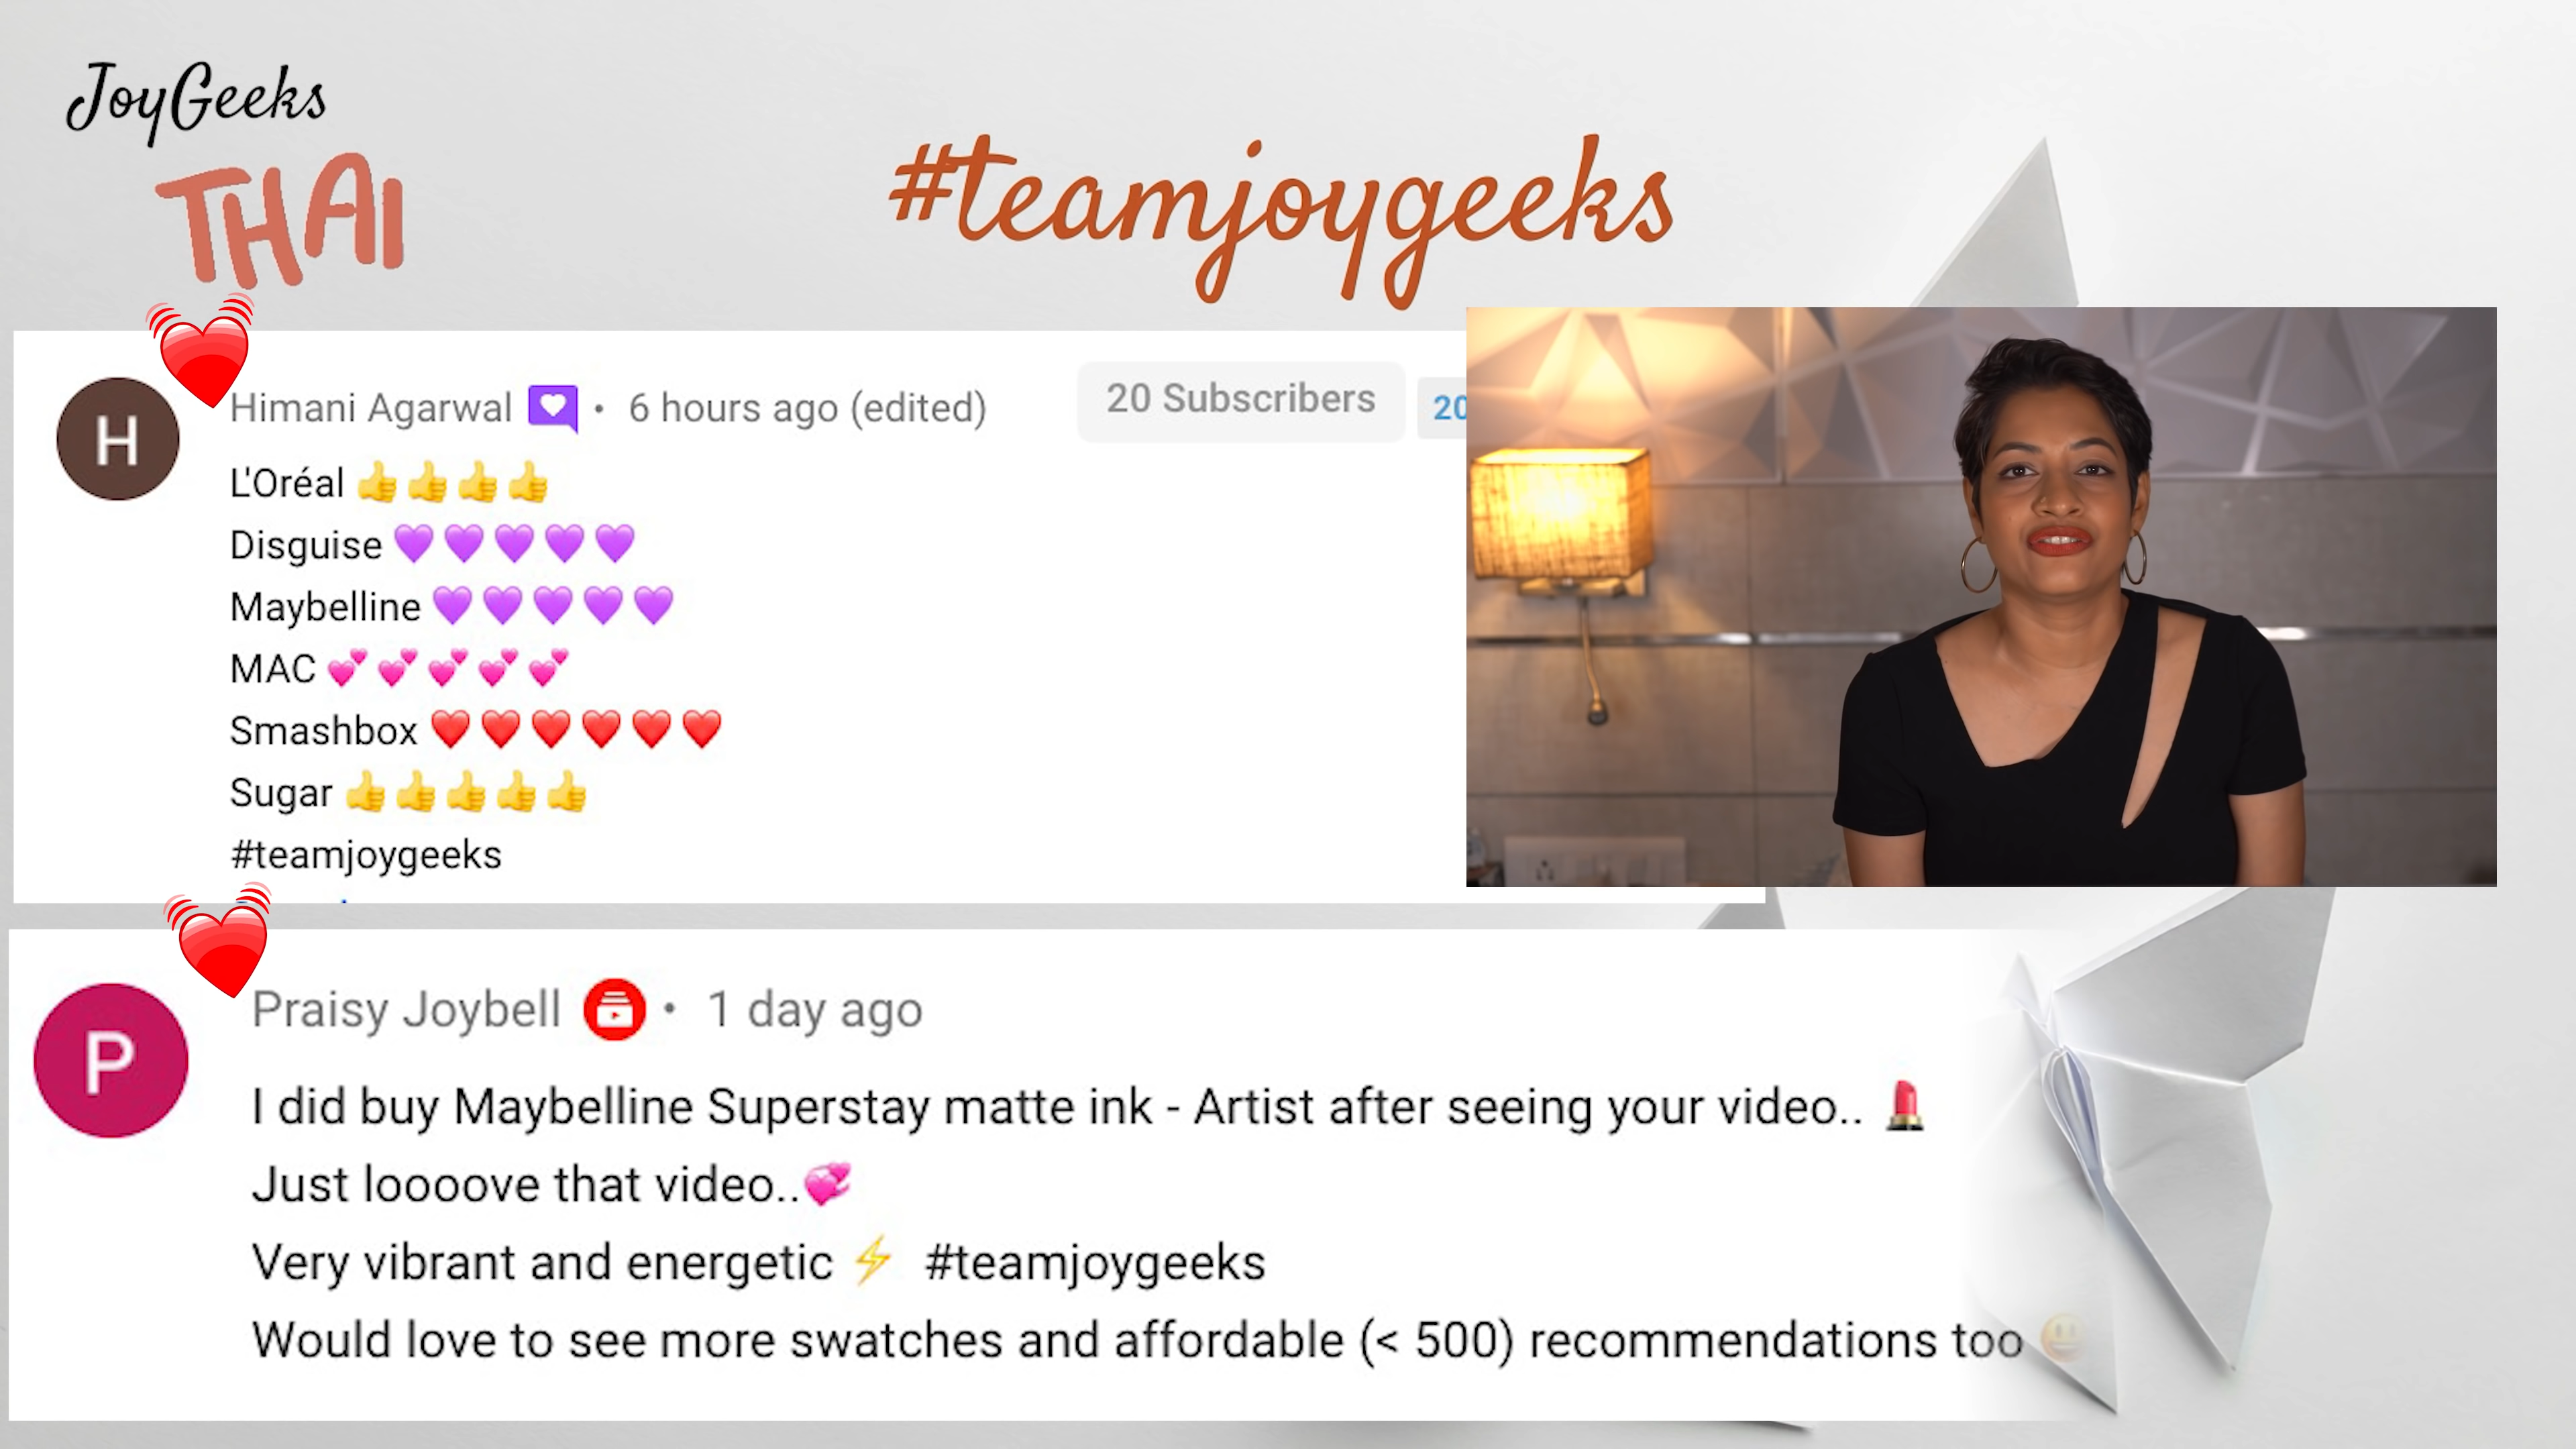 JoyGeeks
THAI
#teamjoygeeks
H
Himani Agarwal • 6 hours ago (edited)
20 Subscribers
20
L'Oréal 👍👍👍👍
Disguise 💜💜💜💜💜
Maybelline 💜💜💜💜💜
MAC 💕💕💕💕💕
Smashbox ❤️❤️❤️❤️❤️❤️
Sugar 👍👍👍👍👍
#teamjoygeeks
P
Praisy Joybell • 1 day ago
I did buy Maybelline Superstay matte ink - Artist after seeing your video.. 💄
Just loooove that video..💞
Very vibrant and energetic ⚡ #teamjoygeeks
Would love to see more swatches and affordable (< 500) recommendations too 😃